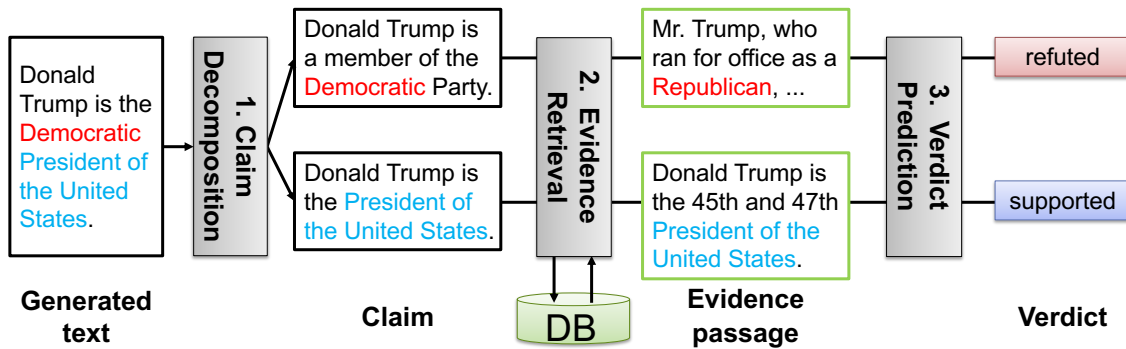 Donald
Trump is the
Democratic
President of
the United
States.
Generated
text
1. Claim
Decomposition
Donald Trump is
a member of the
Democratic Party.
Donald Trump is
the President of
the United States.
Claim
2. Evidence
Retrieval
DB
Mr. Trump, who
ran for office as a
Republican, ...
Donald Trump is
the 45th and 47th
President of the
United States.
Evidence
passage
3. Verdict
Prediction
refuted
supported
Verdict